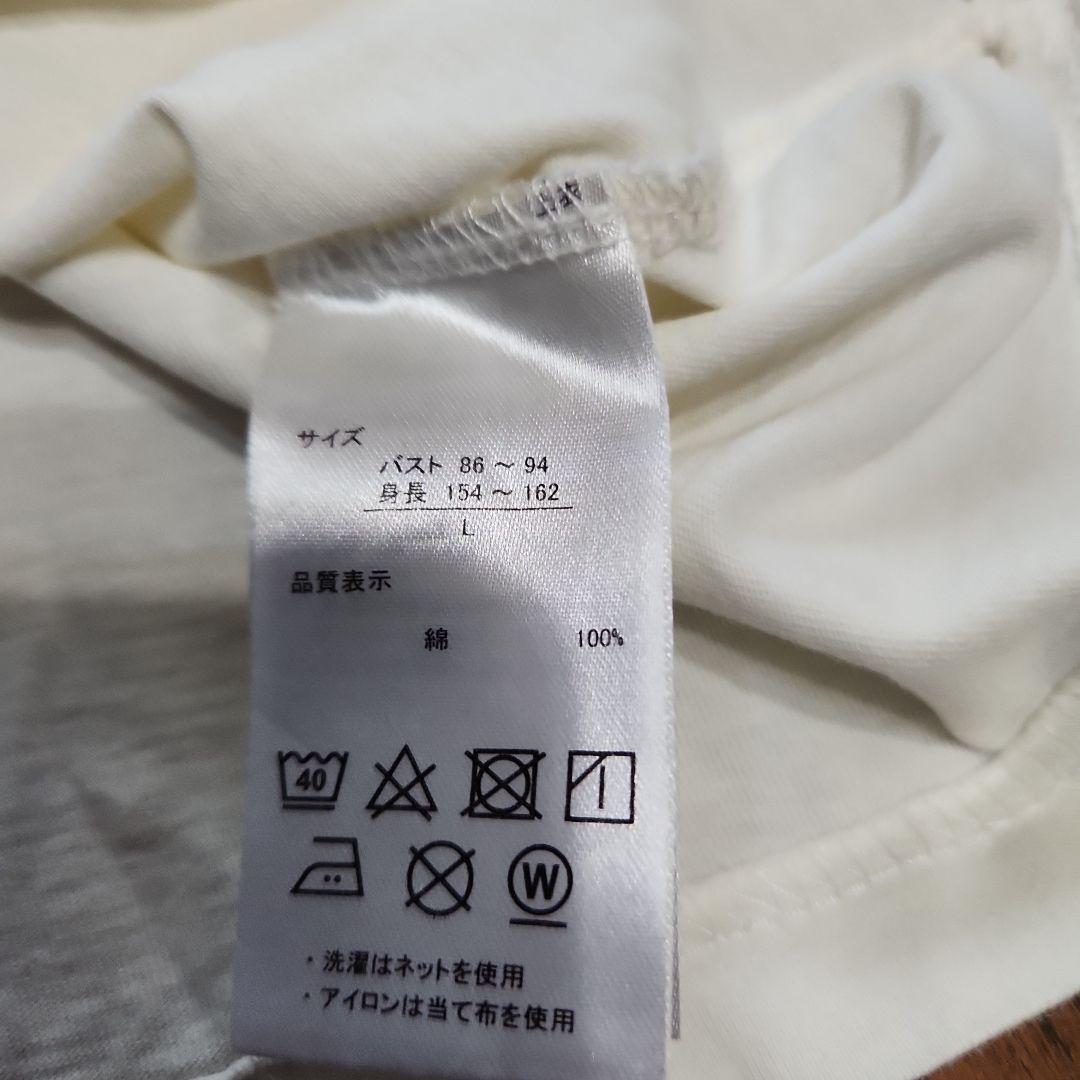 サイズ
バスト 86 ～ 94
身長 154 ～ 162
L
品質表示
綿 100%
40
W
・洗濯はネットを使用
・アイロンは当て布を使用